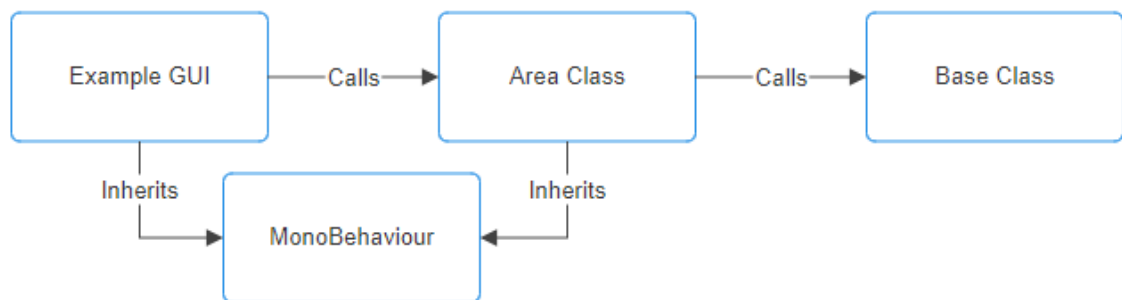 Example GUI
Calls
Area Class
Calls
Base Class
Inherits
Inherits
MonoBehaviour